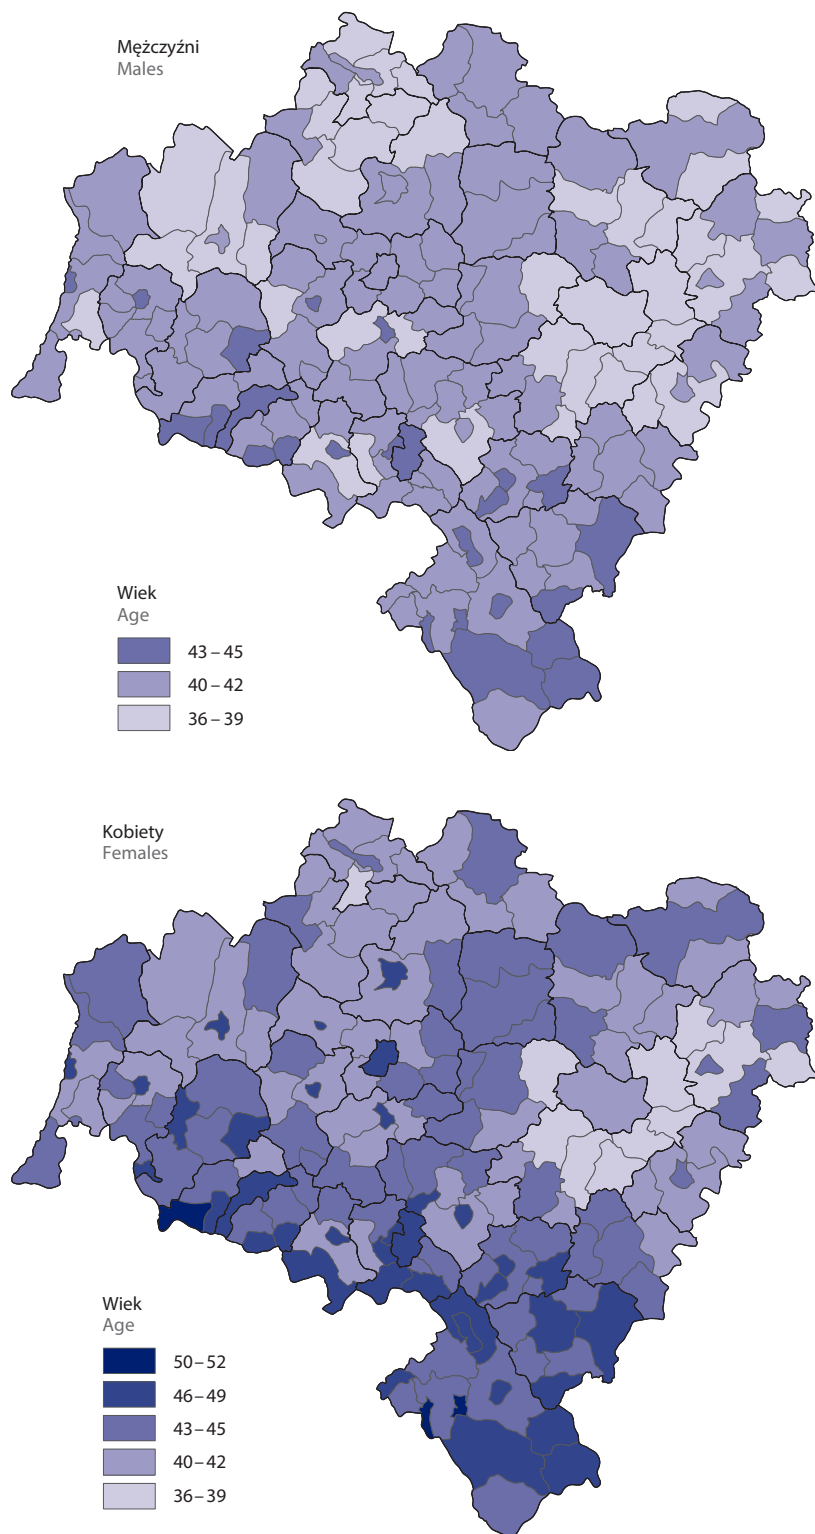 Mężczyźni
Males
Wiek
Age
43 – 45
40 – 42
36 – 39
Kobiety
Females
Wiek
Age
50 – 52
46 – 49
43 – 45
40 – 42
36 – 39